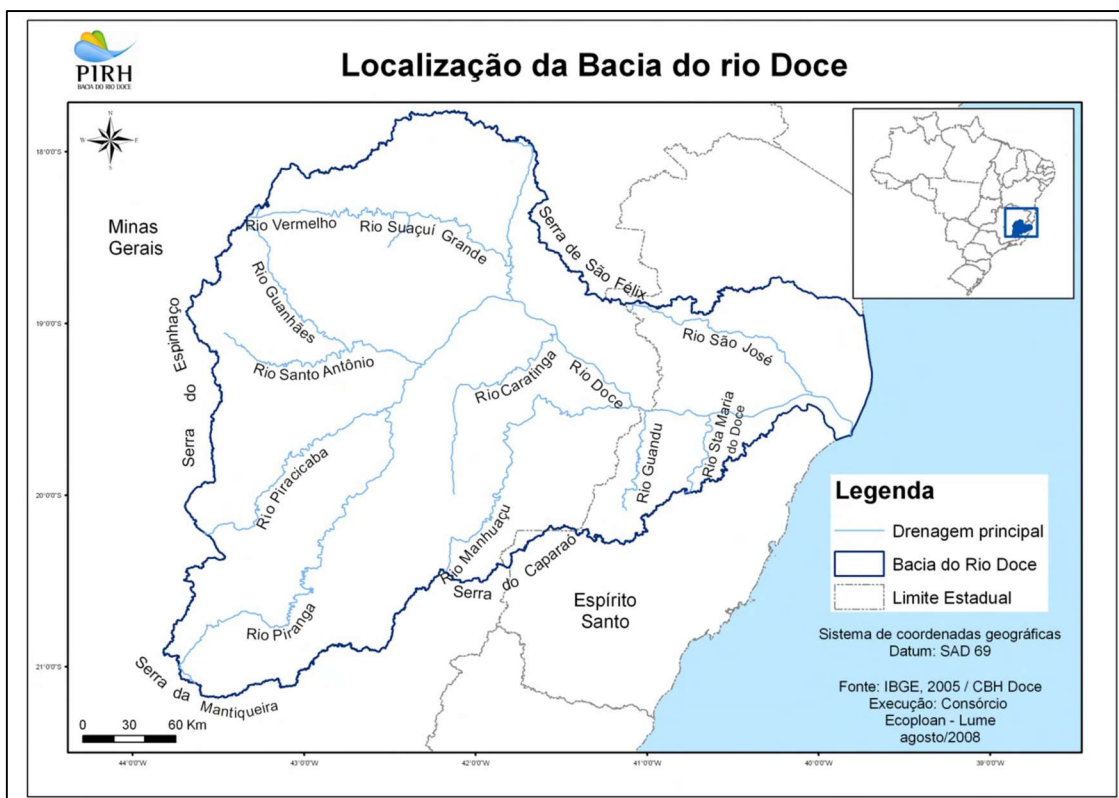 PIRH
BACIA DO RIO DOCE
Localização da Bacia do rio Doce
N
W
E
S
18°0'0"S
19°0'0"S
20°0'0"S
21°0'0"S
Minas
Gerais
Rio Vermelho
Rio Suaçuí Grande
Serra de São Félix
Rio Guanhães
Serra do Espinhaço
Rio Santo Antônio
Rio São José
Rio Caratinga
Rio Doce
Rio Guandu
Rio Sta Maria
do Doce
Rio Piracicaba
Rio Manhuaçu
Serra do Caparaó
Espírito
Santo
Rio Piranga
Serra da Mantiqueira
0 30 60 Km
Legenda
Drenagem principal
Bacia do Rio Doce
Limite Estadual
Sistema de coordenadas geográficas
Datum: SAD 69
Fonte: IBGE, 2005 / CBH Doce
Execução: Consórcio
Ecoploan - Lume
agosto/2008
44°0'0"W
43°0'0"W
42°0'0"W
41°0'0"W
40°0'0"W
39°0'0"W